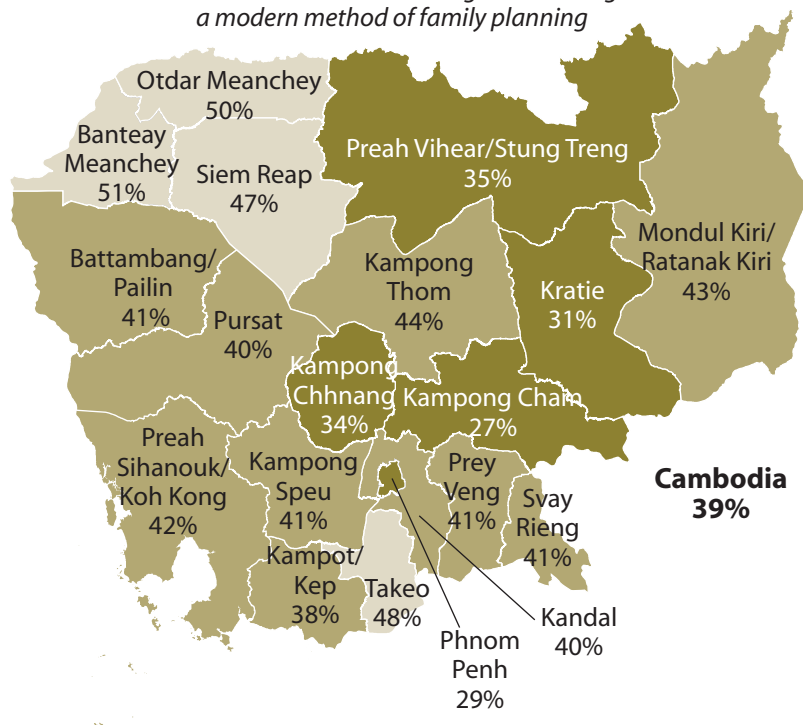 a modern method of family planning
Otdar Meanchey
50%
Banteay
Meanchey
51%
Siem Reap
47%
Preah Vihear/Stung Treng
35%
Mondul Kiri/
Ratanak Kiri
43%
Battambang/
Pailin
41%
Pursat
40%
Kampong
Thom
44%
Kratie
31%
Kampong
Chhnang
34%
Kampong Cham
27%
Preah
Sihanouk/
Koh Kong
42%
Kampong
Speu
41%
Prey
Veng
41%
Svay
Rieng
41%
Cambodia
39%
Kampot/
Kep
38%
Takeo
48%
Kandal
40%
Phnom
Penh
29%